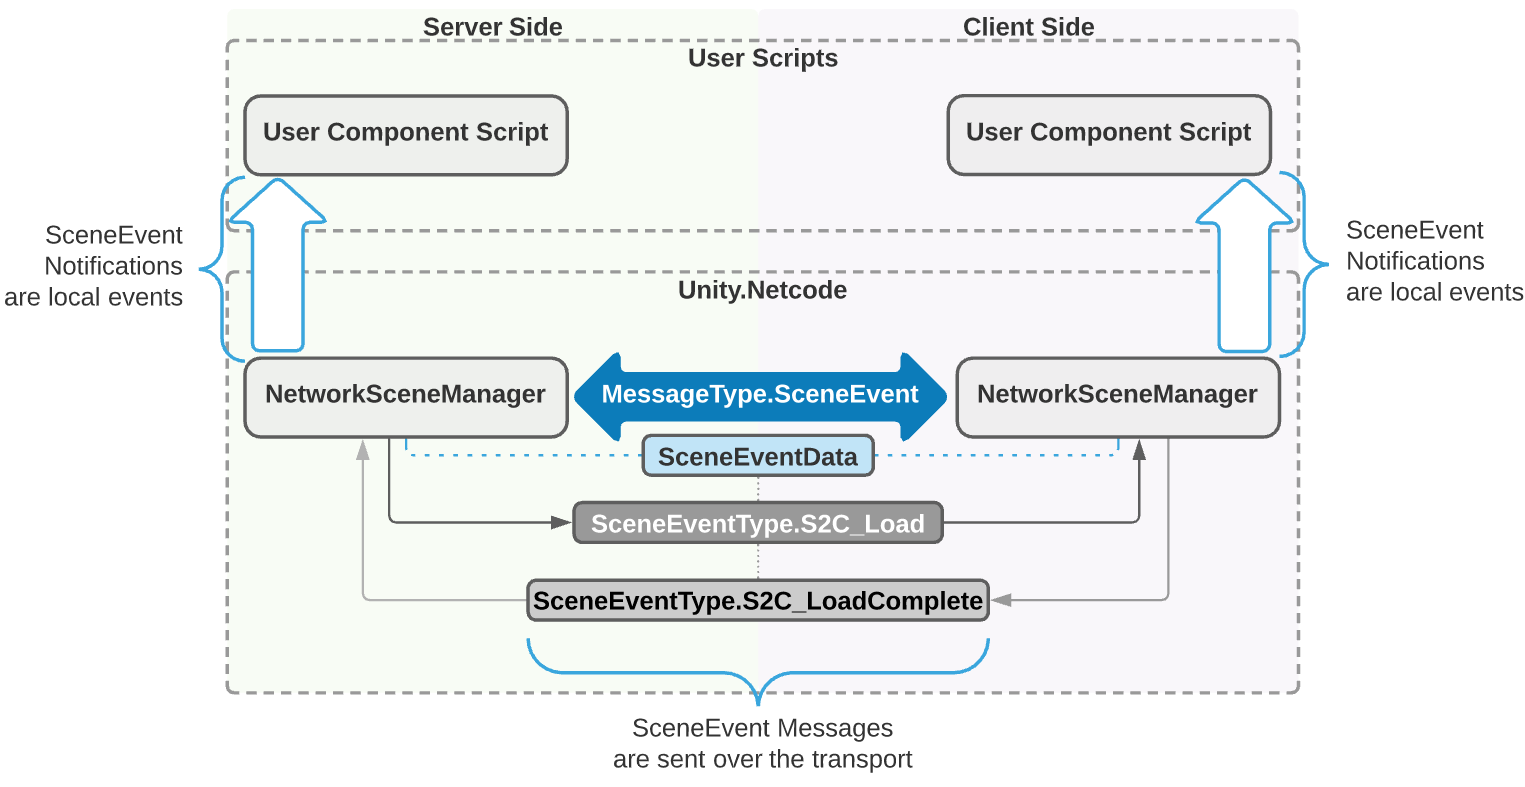 Server Side
Client Side
User Scripts
User Component Script
User Component Script
SceneEvent
Notifications
are local events
SceneEvent
Notifications
are local events
Unity.Netcode
NetworkSceneManager
MessageType.SceneEvent
NetworkSceneManager
SceneEventData
SceneEventType.S2C_Load
SceneEventType.S2C_LoadComplete
SceneEvent Messages
are sent over the transport